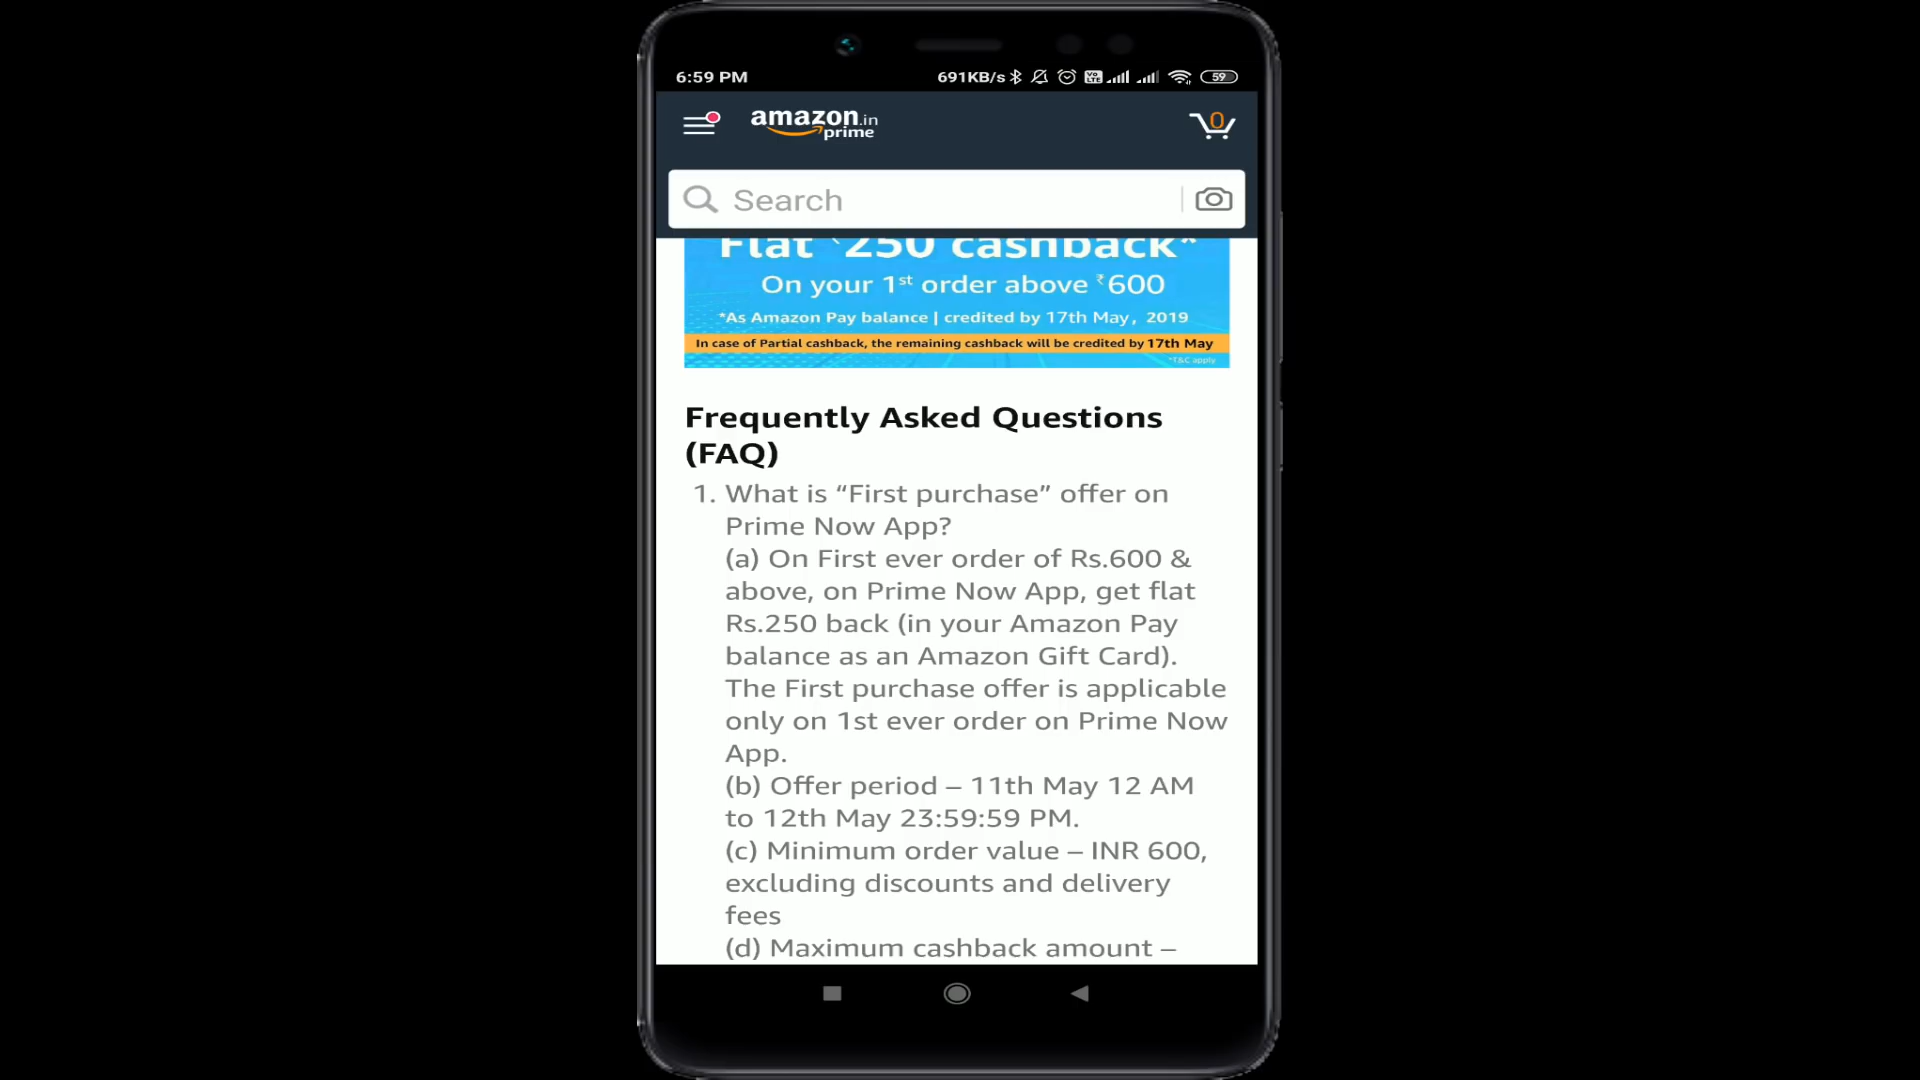 6:59 PM 691KB/s Vo LTE 59
amazon.in
prime
0
Search
Flat ₹250 cashback*
On your 1st order above ₹600
*As Amazon Pay balance | credited by 17th May, 2019
In case of Partial cashback, the remaining cashback will be credited by 17th May
*T&C apply
Frequently Asked Questions
(FAQ)
1. What is “First purchase” offer on
Prime Now App?
(a) On First ever order of Rs.600 &
above, on Prime Now App, get flat
Rs.250 back (in your Amazon Pay
balance as an Amazon Gift Card).
The First purchase offer is applicable
only on 1st ever order on Prime Now
App.
(b) Offer period – 11th May 12 AM
to 12th May 23:59:59 PM.
(c) Minimum order value – INR 600,
excluding discounts and delivery
fees
(d) Maximum cashback amount –